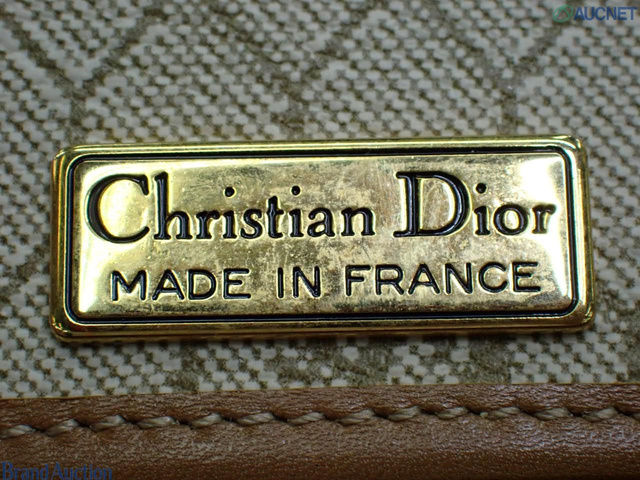 AUCNET
Christian Dior
MADE IN FRANCE
Brand Auction